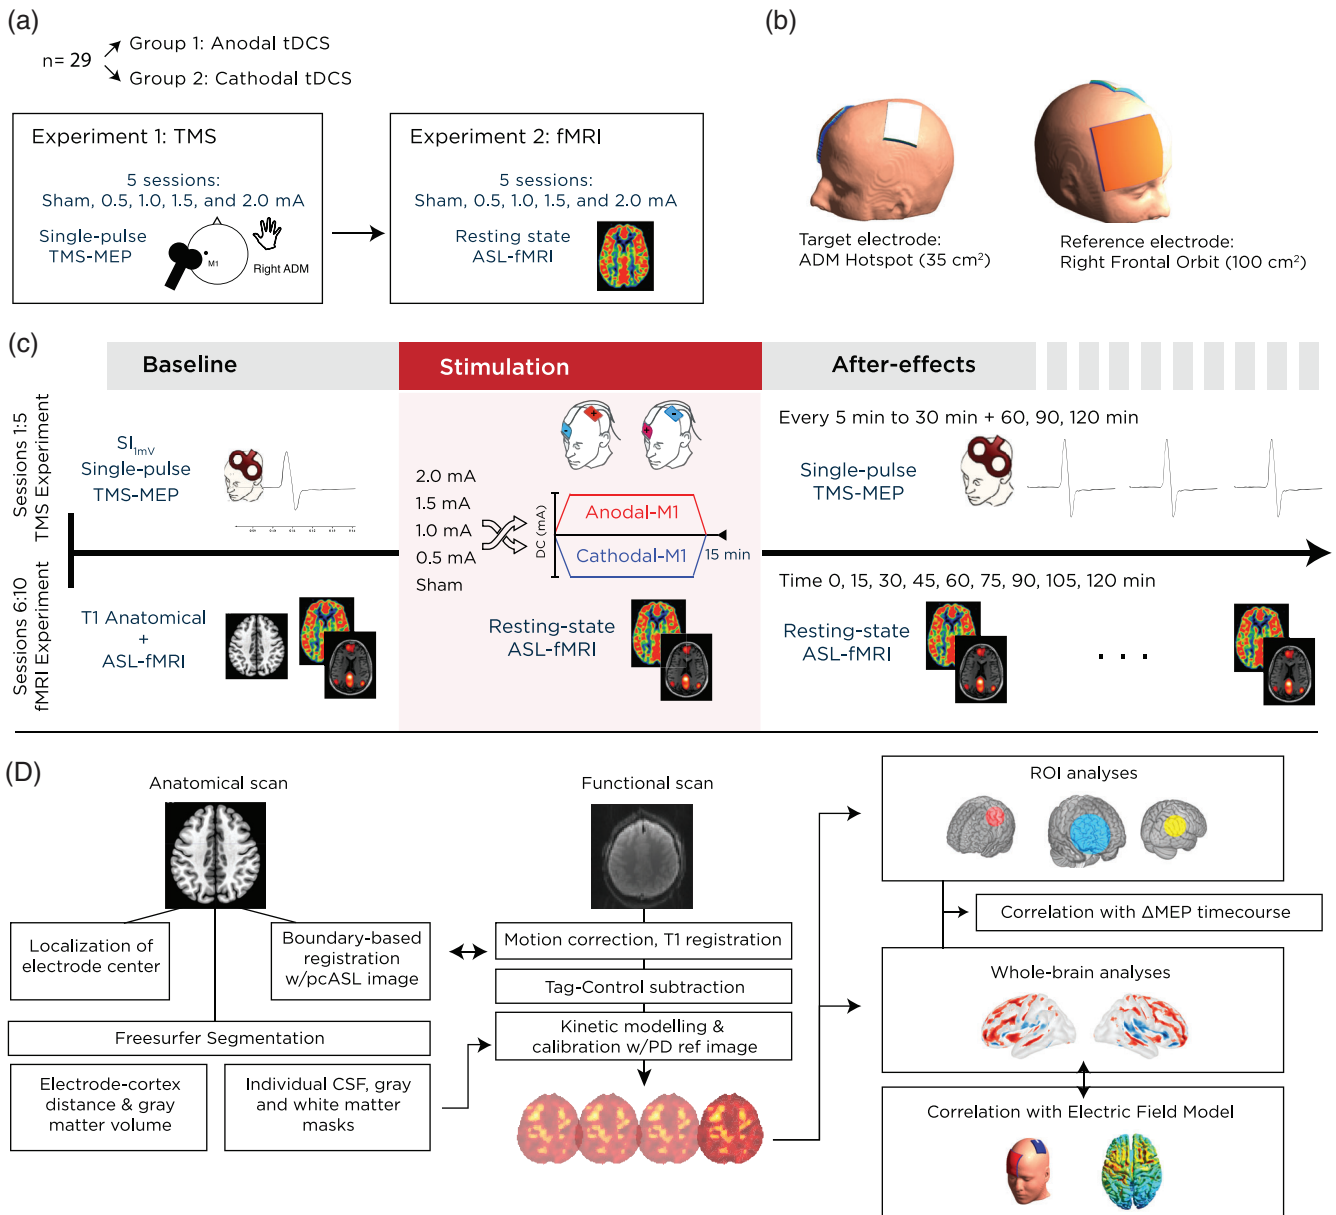 (a)
n= 29
Group 1: Anodal tDCS
Group 2: Cathodal tDCS
Experiment 1: TMS
5 sessions:
Sham, 0.5, 1.0, 1.5, and 2.0 mA
Single-pulse
TMS-MEP
M1
Right ADM
Experiment 2: fMRI
5 sessions:
Sham, 0.5, 1.0, 1.5, and 2.0 mA
Resting state
ASL-fMRI
(b)
Target electrode:
ADM Hotspot (35 cm²)
Reference electrode:
Right Frontal Orbit (100 cm²)
(c)
Baseline
Stimulation
After-effects
Sessions 1:5
TMS Experiment
SI1mV
Single-pulse
TMS-MEP
2.0 mA
1.5 mA
1.0 mA
0.5 mA
Sham
+
-
-
+
DC (mA)
Anodal-M1
Cathodal-M1
15 min
Every 5 min to 30 min + 60, 90, 120 min
Single-pulse
TMS-MEP
Sessions 6:10
fMRI Experiment
T1 Anatomical
+
ASL-fMRI
Resting-state
ASL-fMRI
Time 0, 15, 30, 45, 60, 75, 90, 105, 120 min
Resting-state
ASL-fMRI
. . .
(D)
Anatomical scan
Localization of
electrode center
Boundary-based
registration
w/pcASL image
Freesurfer Segmentation
Electrode-cortex
distance & gray
matter volume
Individual CSF, gray
and white matter
masks
Functional scan
Motion correction, T1 registration
Tag-Control subtraction
Kinetic modelling &
calibration w/PD ref image
ROI analyses
Correlation with ΔMEP timecourse
Whole-brain analyses
Correlation with Electric Field Model